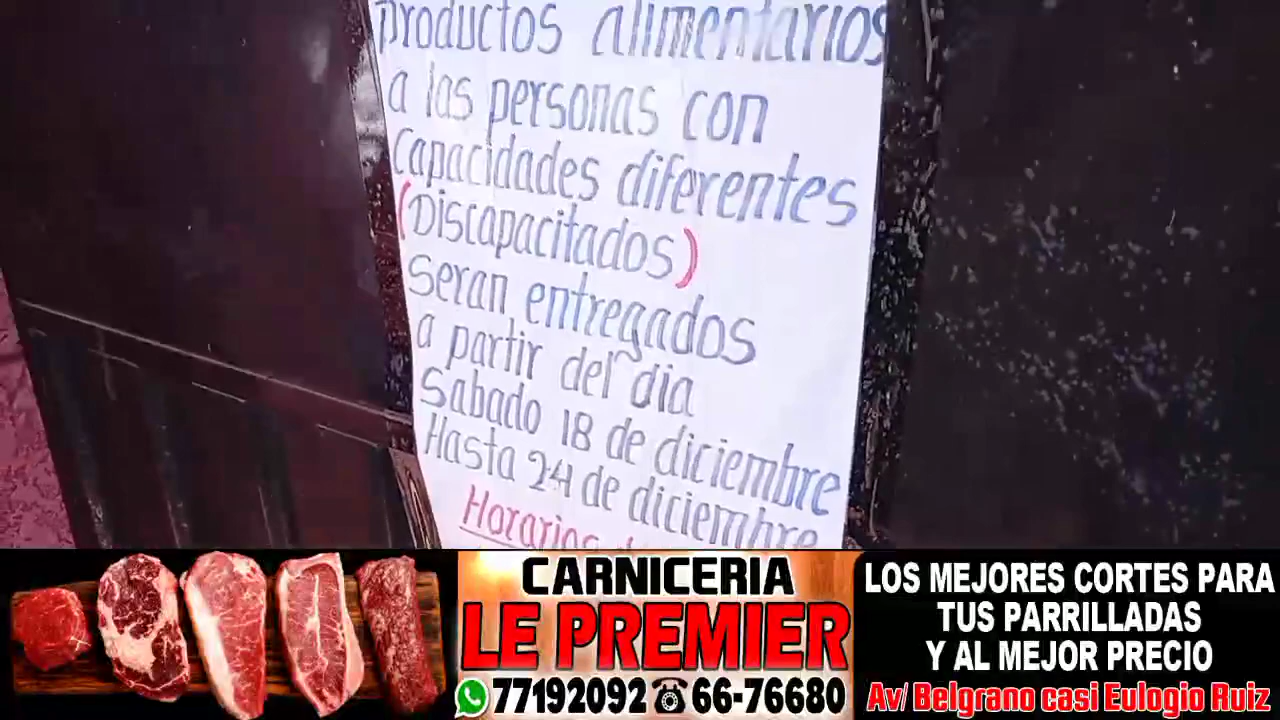 productos alimentarios
a las personas con
capacidades diferentes
(Discapacitados)
Seran entregados
a partir del dia
Sabado 18 de diciembre
Hasta 24 de diciembre
Horarios
CARNICERIA
LE PREMIER
77192092 66-76680
LOS MEJORES CORTES PARA
TUS PARRILLADAS
Y AL MEJOR PRECIO
Av/ Belgrano casi Eulogio Ruiz